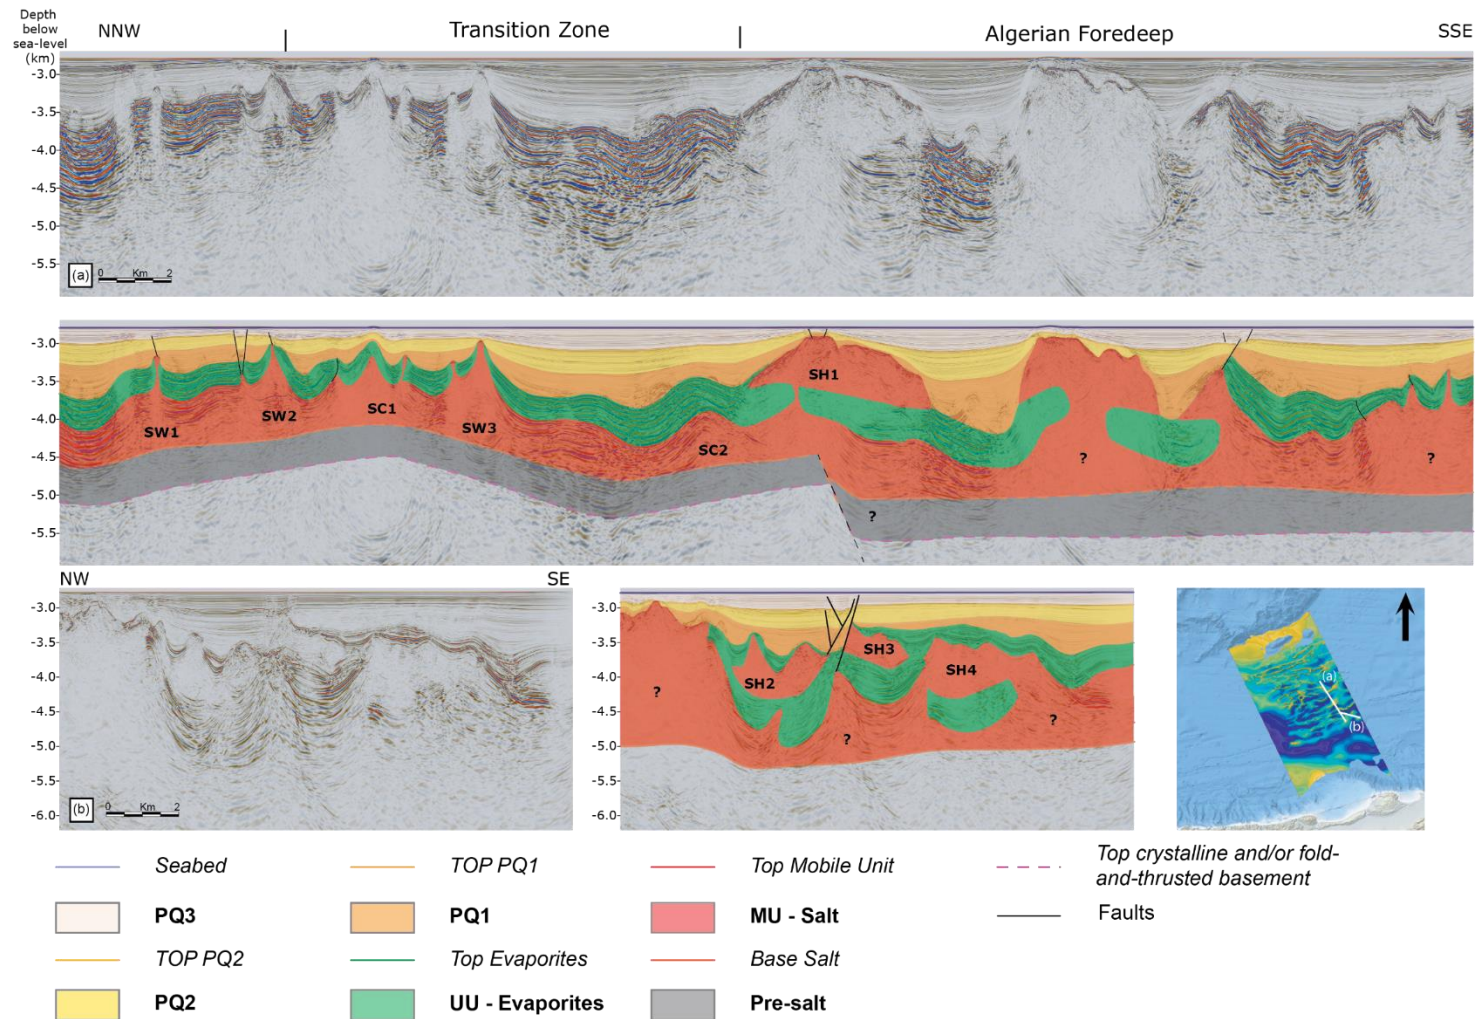 Depth
below
sea-level
(km)
NNW
Transition Zone
Algerian Foredeep
SSE
-3.0
-3.5
-4.0
-4.5
-5.0
-5.5
(a)
0 Km 2
-3.0
-3.5
-4.0
-4.5
-5.0
-5.5
SW1
SW2
SC1
SW3
SC2
SH1
?
?
?
NW
SE
-3.0
-3.5
-4.0
-4.5
-5.0
-5.5
-6.0
(b)
0 Km 2
-3.0
-3.5
-4.0
-4.5
-5.0
-5.5
-6.0
?
SH2
SH3
SH4
?
?
(a)
(b)
Seabed
TOP PQ1
Top Mobile Unit
Top crystalline and/or fold-
and-thrusted basement
PQ3
PQ1
MU - Salt
Faults
TOP PQ2
Top Evaporites
Base Salt
PQ2
UU - Evaporites
Pre-salt